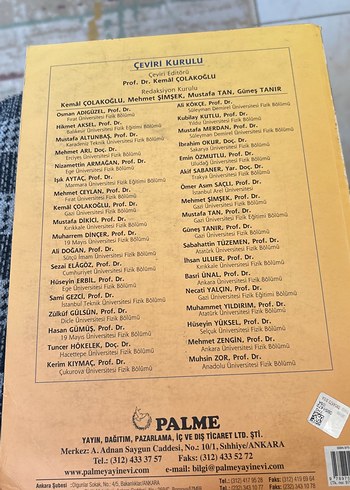 ÇEVİRİ KURULU
Çeviri Editörü
Prof. Dr. Kemâl ÇOLAKOĞLU
Redaksiyon Kurulu
Kemâl ÇOLAKOĞLU, Mehmet ŞİMŞEK, Mustafa TAN, Güneş TANIR
Osman ADIGÜZEL, Prof. Dr.
Fırat Üniversitesi Fizik Bölümü
Hikmet AKSEL, Prof. Dr.
Balıkesir Üniversitesi Fizik Eğitimi Bölümü
Mustafa ALTUNBAŞ, Prof. Dr.
Karadeniz Teknik Üniversitesi Fizik Bölümü
Mehmet ARI, Doç. Dr.
Erciyes Üniversitesi Fizik Bölümü
Nizamettin ARMAĞAN, Prof. Dr.
Ege Üniversitesi Fizik Bölümü
Işık AYTAÇ, Prof. Dr.
Marmara Üniversitesi Fizik Eğitimi Bölümü
Mehmet CEYLAN, Prof. Dr.
Fırat Üniversitesi Fizik Bölümü
Kemâl ÇOLAKOĞLU, Prof. Dr.
Gazi Üniversitesi Fizik Bölümü
Mustafa DİKİCİ, Prof. Dr.
Kırıkkale Üniversitesi Fizik Bölümü
Muharrem DİNÇER, Prof. Dr.
19 Mayıs Üniversitesi Fizik Bölümü
Ali DOĞAN, Prof. Dr.
Sütçü İmam Üniversitesi Fizik Bölümü
Sezai ELÂGÖZ, Prof. Dr.
Cumhuriyet Üniversitesi Fizik Bölümü
Hüseyin ERBİL, Prof. Dr.
Ege Üniversitesi Fizik Bölümü
Sami GEZCİ, Prof. Dr.
İstanbul Teknik Üniversitesi Fizik Bölümü
Zülküf GÜLSÜN, Prof. Dr.
Dicle Üniversitesi Fizik Bölümü
Hasan GÜMÜŞ, Prof. Dr.
19 Mayıs Üniversitesi Fizik Bölümü
Tuncer HÖKELEK, Doç. Dr.
Hacettepe Üniversitesi Fizik Bölümü
Kerim KIYMAÇ, Prof. Dr.
Çukurova Üniversitesi Fizik Bölümü
Ali KÖKÇE, Prof. Dr.
Süleyman Demirel Üniversitesi Fizik Bölümü
Kubilay KUTLU, Prof. Dr.
Yıldız Üniversitesi Fizik Bölümü
Mustafa MERDAN, Prof. Dr.
Süleyman Demirel Üniversitesi Fizik Bölümü
İbrahim OKUR, Doç. Dr.
Sakarya Üniversitesi Fizik Bölümü
Emin ÖZMUTLU, Prof. Dr.
Uludağ Üniversitesi Fizik Bölümü
Akif SABANER, Yar. Doç. Dr.
Trakya Üniversitesi Fizik Bölümü
Ömer Asım SAÇLI, Prof. Dr.
İstanbul Arel Üniversitesi
Mehmet ŞİMŞEK, Prof. Dr.
Gazi Üniversitesi Fizik Bölümü
Mustafa TAN, Prof. Dr.
Gazi Üniversitesi Fizik Eğitimi Bölümü
Güneş TANIR, Prof. Dr.
Gazi Üniversitesi Fizik Bölümü
Sabahattin TÜZEMEN, Prof. Dr.
Atatürk Üniversitesi Fizik Bölümü
İhsan ULUER, Prof. Dr.
Kırıkkale Üniversitesi Fizik Bölümü
Basri ÜNAL, Prof. Dr.
Ankara Üniversitesi Fizik Bölümü
Necati YALÇIN, Prof. Dr.
Gazi Üniversitesi Fizik Eğitimi Bölümü
Muhammet YILDIRIM, Prof. Dr.
Atatürk Üniversitesi Fizik Bölümü
Hüseyin YÜKSEL, Prof. Dr.
Selçuk Üniversitesi Fizik Bölümü
Mehmet ZENGİN, Prof. Dr.
Ankara Üniversitesi Fizik Bölümü
Muhsin ZOR, Prof. Dr.
Anadolu Üniversitesi Fizik Bölümü
PALME
YAYIN, DAĞITIM, PAZARLAMA, İÇ VE DIŞ TİCARET LTD. ŞTİ.
Merkez: A. Adnan Saygun Caddesi, No.: 10/1, Sıhhiye/ANKARA
Tel.: (312) 433 37 57 Faks: (312) 433 52 72
www.palmeyayinevi.com e-mail: bilgi@palmeyayinevi.com
Ankara Şubesi